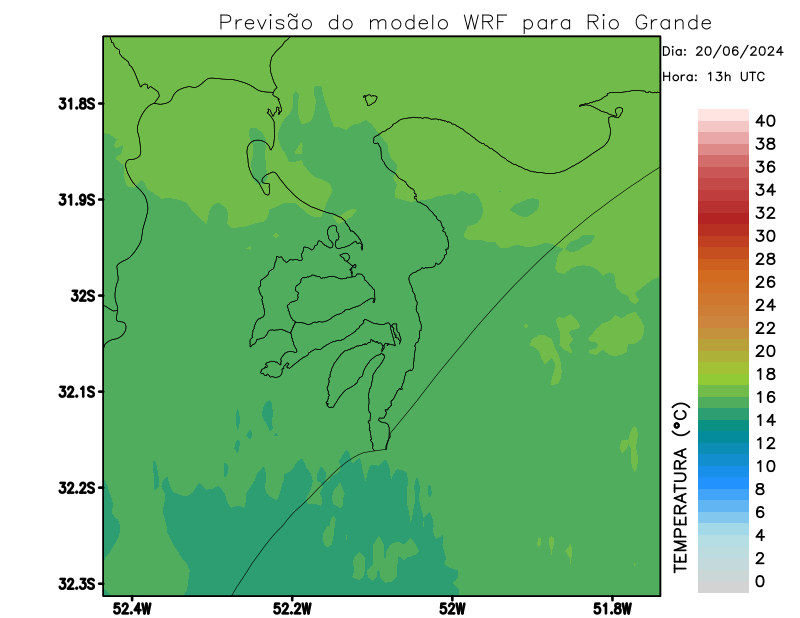 Previsão do modelo WRF para Rio Grande
Dia: 20/06/2024
Hora: 13h UTC
31.8S
31.9S
32S
32.1S
32.2S
32.3S
52.4W
52.2W
52W
51.8W
TEMPERATURA (°C)
40
38
36
34
32
30
28
26
24
22
20
18
16
14
12
10
8
6
4
2
0